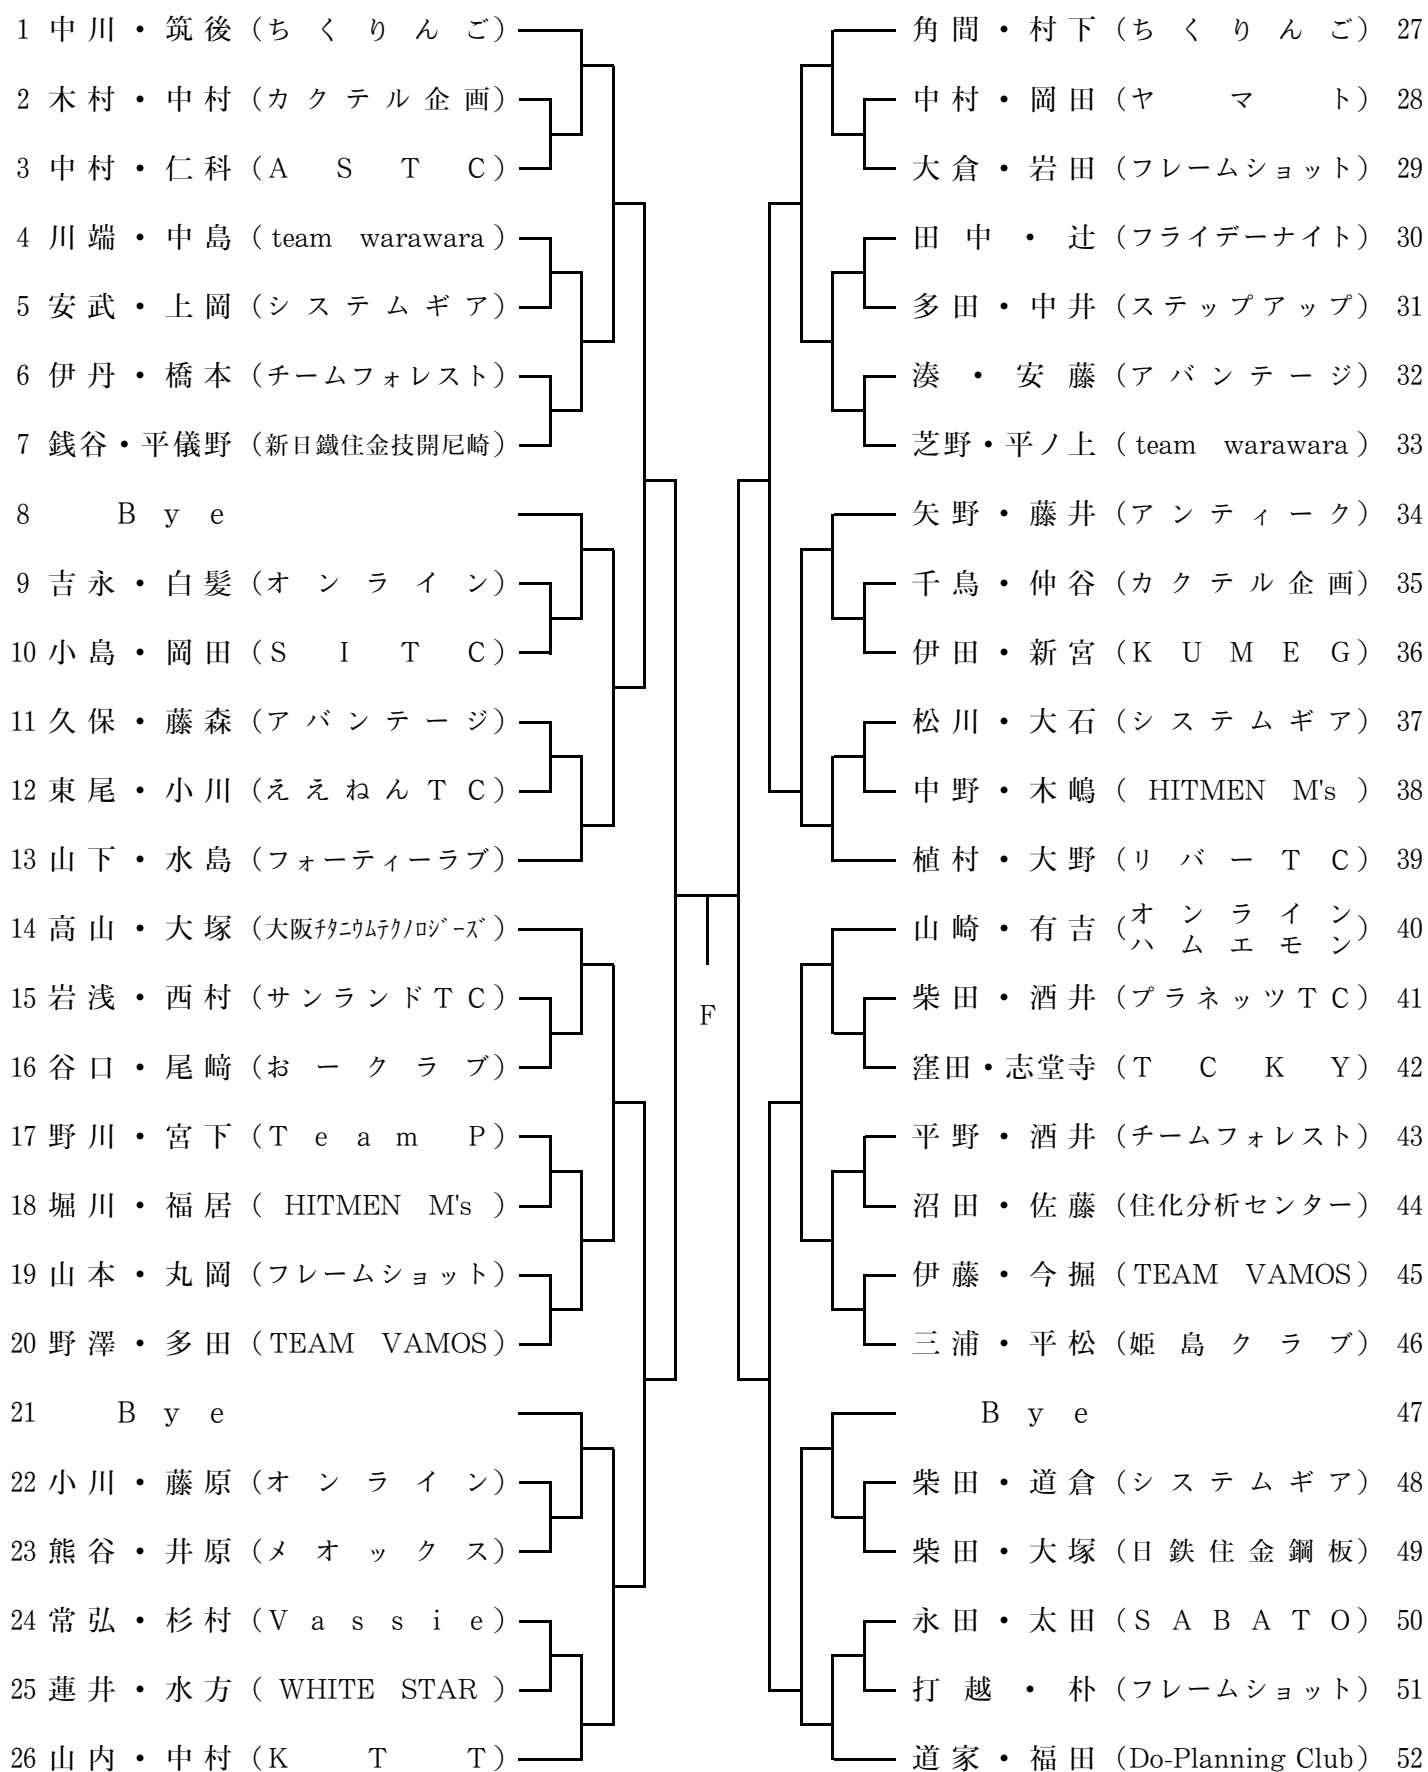 1 中川・筑後（ちくりんご）
2 木村・中村（カクテル企画）
3 中村・仁科（ASTC）
4 川端・中島（team warawara）
5 安武・上岡（システムギア）
6 伊丹・橋本（チームフォレスト）
7 銭谷・平儀野（新日鐵住金技開尼崎）
8 Bye
9 吉永・白髪（オンライン）
10 小島・岡田（SITC）
11 久保・藤森（アバンテージ）
12 東尾・小川（ええねんTC）
13 山下・水島（フォーティーラブ）
14 高山・大塚（大阪ﾁﾀﾆｳﾑﾃｸﾉﾛｼﾞｰｽﾞ）
15 岩浅・西村（サンランドTC）
16 谷口・尾﨑（おークラブ）
17 野川・宮下（Team P）
18 堀川・福居（HITMEN M's）
19 山本・丸岡（フレームショット）
20 野澤・多田（TEAM VAMOS）
21 Bye
22 小川・藤原（オンライン）
23 熊谷・井原（メオックス）
24 常弘・杉村（Vassie）
25 蓮井・水方（WHITE STAR）
26 山内・中村（KTT）
F
角間・村下（ちくりんご） 27
中村・岡田（ヤマト） 28
大倉・岩田（フレームショット） 29
田中・辻（フライデーナイト） 30
多田・中井（ステップアップ） 31
湊・安藤（アバンテージ） 32
芝野・平ノ上（team warawara） 33
矢野・藤井（アンティーク） 34
千鳥・仲谷（カクテル企画） 35
伊田・新宮（KUMEG） 36
松川・大石（システムギア） 37
中野・木嶋（HITMEN M's） 38
植村・大野（リバーTC） 39
山崎・有吉（オンライン
ハムエモン） 40
柴田・酒井（プラネッツTC） 41
窪田・志堂寺（TCKY） 42
平野・酒井（チームフォレスト） 43
沼田・佐藤（住化分析センター） 44
伊藤・今掘（TEAM VAMOS） 45
三浦・平松（姫島クラブ） 46
Bye 47
柴田・道倉（システムギア） 48
柴田・大塚（日鉄住金鋼板） 49
永田・太田（SABATO） 50
打越・朴（フレームショット） 51
道家・福田（Do-Planning Club） 52